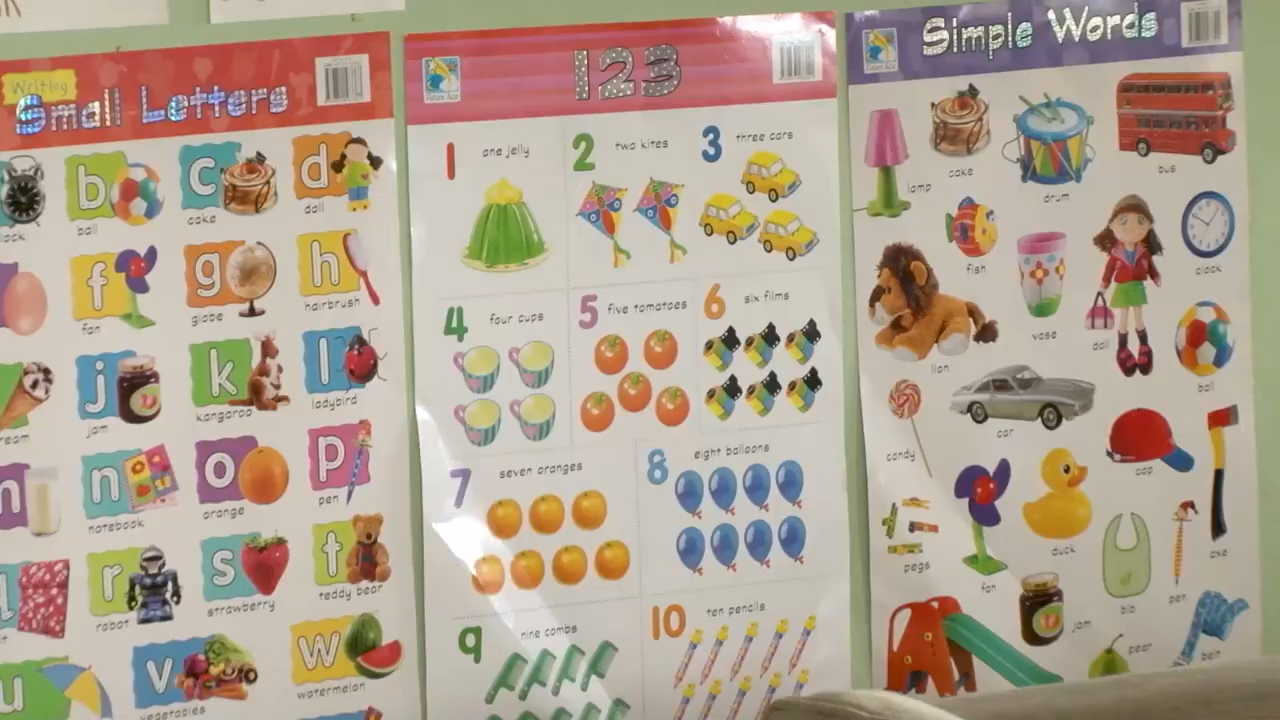 Writing
Small Letters
b
ball
c
cake
d
doll
f
fan
g
globe
h
hairbrush
j
jam
k
kangaroo
l
ladybird
n
notebook
o
orange
p
pen
r
robot
s
strawberry
t
teddy bear
u
v
vegetables
w
watermelon
123
1 one jelly
2 two kites
3 three cars
4 four cups
5 five tomatoes
6 six films
7 seven oranges
8 eight balloons
9 nine combs
10 ten pencils
Simple Words
lamp
cake
drum
bus
fish
vase
doll
clock
lion
ball
candy
car
cap
axe
pegs
fan
duck
bib
pen
jam
pear
belt